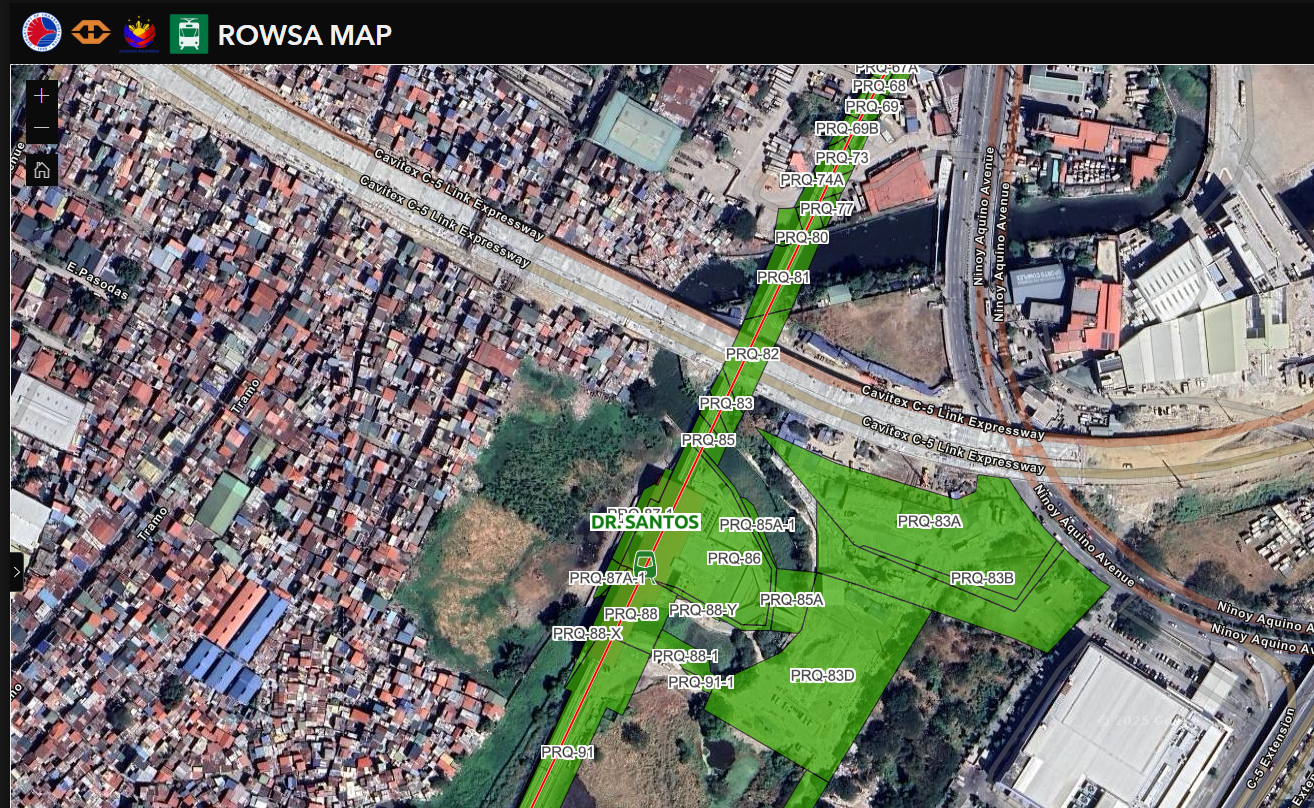 ROWSA MAP
PRQ-67A
PRQ-68
PRQ-69
PRQ-69B
PRQ-73
PRQ-74A
PRQ-77
PRQ-80
PRQ-81
PRQ-82
PRQ-83
PRQ-85
Cavitex C-5 Link Expressway
Cavitex C-5 Link Expressway
Ninoy Aquino Avenue
Ninoy Aquino Avenue
E.Pasodas
Tramo
Tramo
Cavitex C-5 Link Expressway
Cavitex C-5 Link Expressway
DR. SANTOS
PRQ-85A-1
PRQ-83A
PRQ-86
PRQ-87A-1
PRQ-83B
Ninoy Aquino Avenue
PRQ-85A
PRQ-88
PRQ-88-Y
PRQ-88-X
Ninoy Aquino A
Ninoy Aquino Av
PRQ-88-1
PRQ-83D
PRQ-91-1
PRQ-91
C-5 Extension